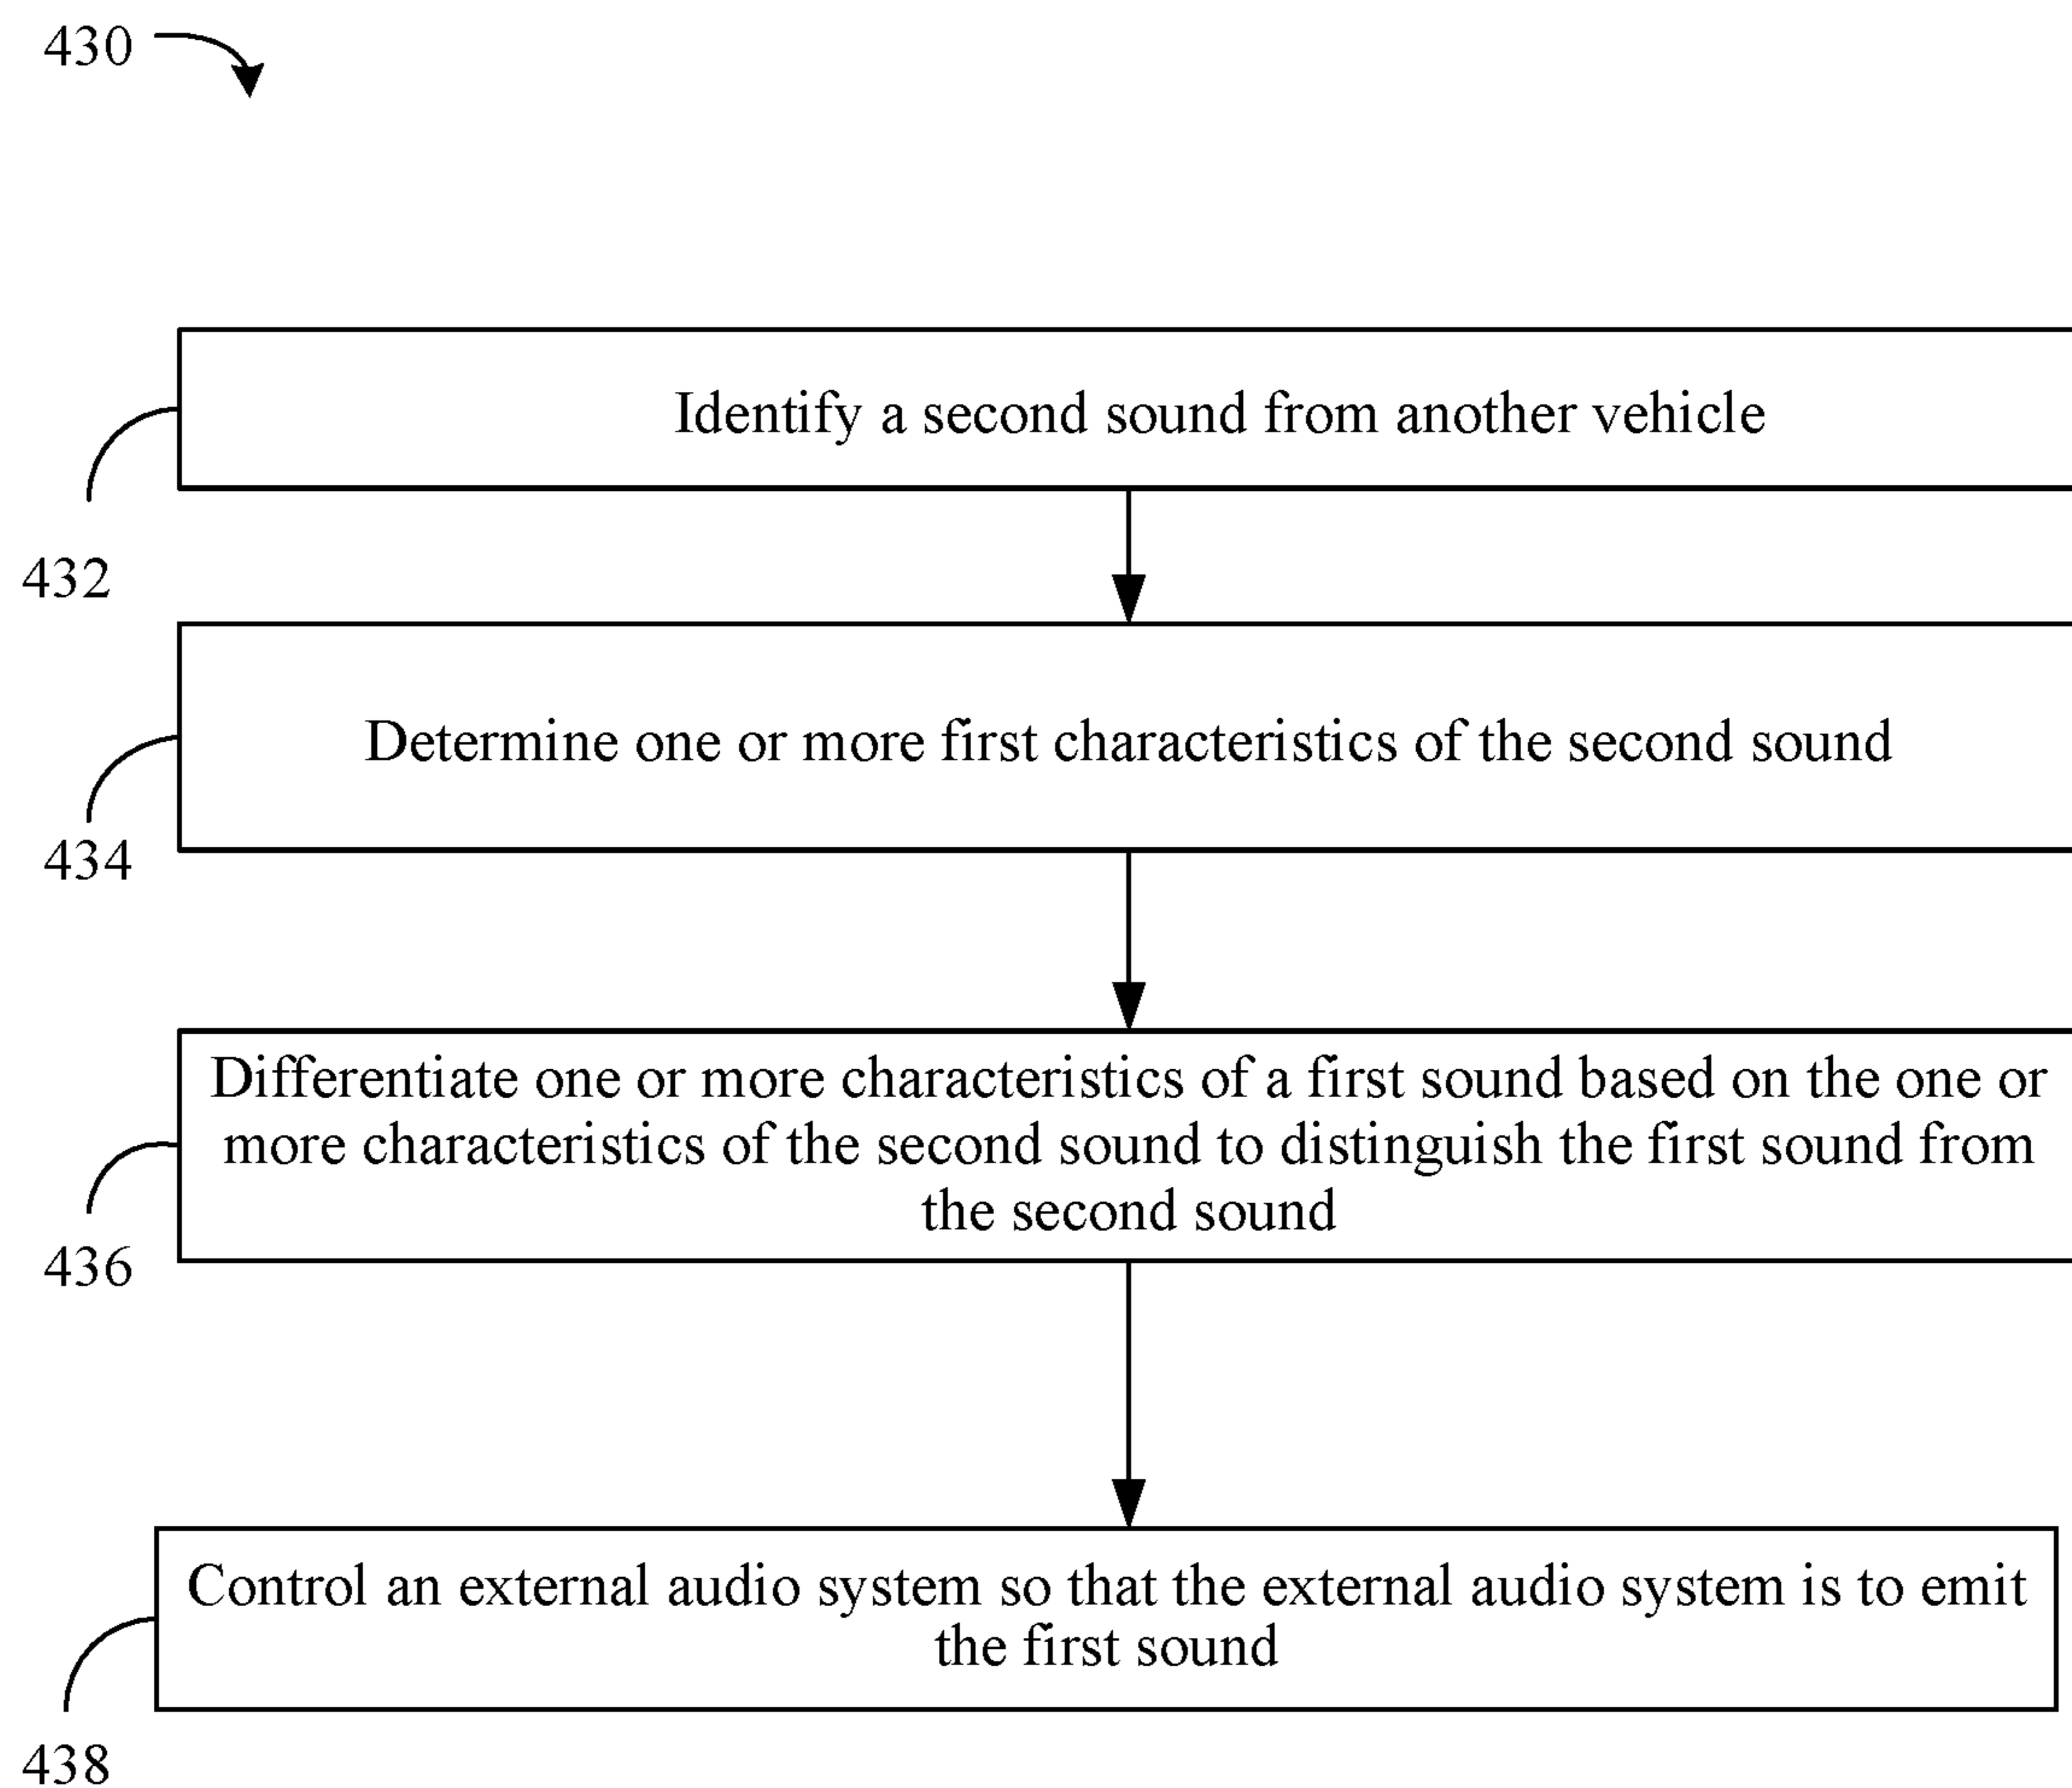 430
Identify a second sound from another vehicle
432
Determine one or more first characteristics of the second sound
434
Differentiate one or more characteristics of a first sound based on the one or
more characteristics of the second sound to distinguish the first sound from
the second sound
436
Control an external audio system so that the external audio system is to emit
the first sound
438